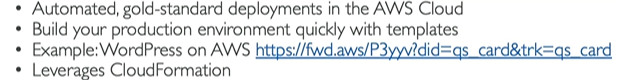 • Automated, gold-standard deployments in the AWS Cloud
• Build your production environment quickly with templates
• Example:WordPress on AWS https://fwd.aws/P3yyv?did=qs_card&trk=qs_card
• Leverages CloudFormation